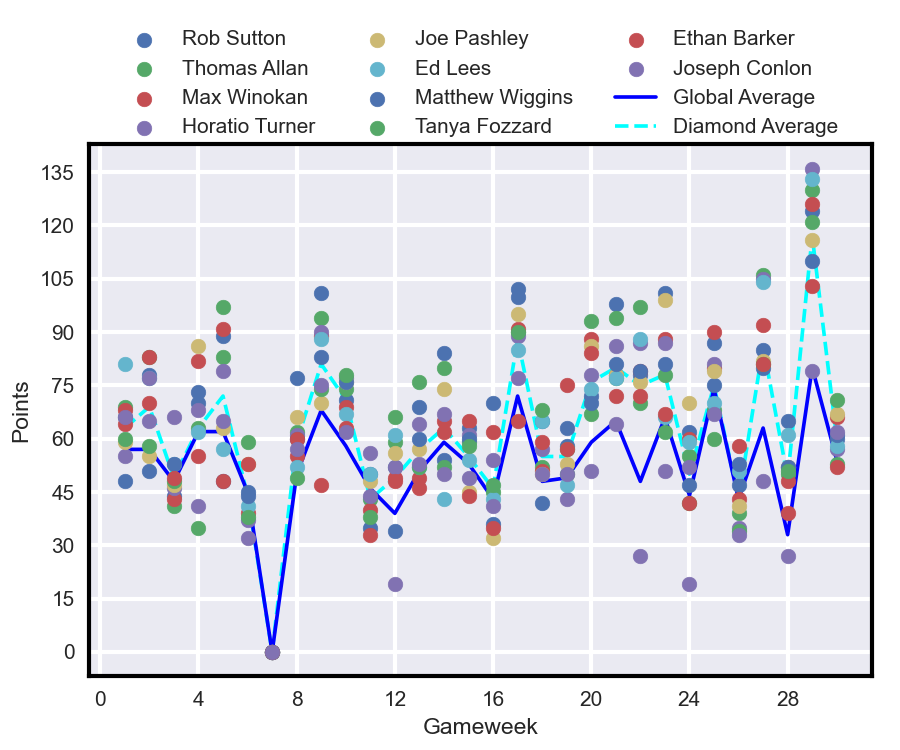 Rob Sutton
Thomas Allan
Max Winokan
Horatio Turner
Joe Pashley
Ed Lees
Matthew Wiggins
Tanya Fozzard
Ethan Barker
Joseph Conlon
Global Average
Diamond Average
Points
135
120
105
90
75
60
45
30
15
0
0 4 8 12 16 20 24 28
Gameweek